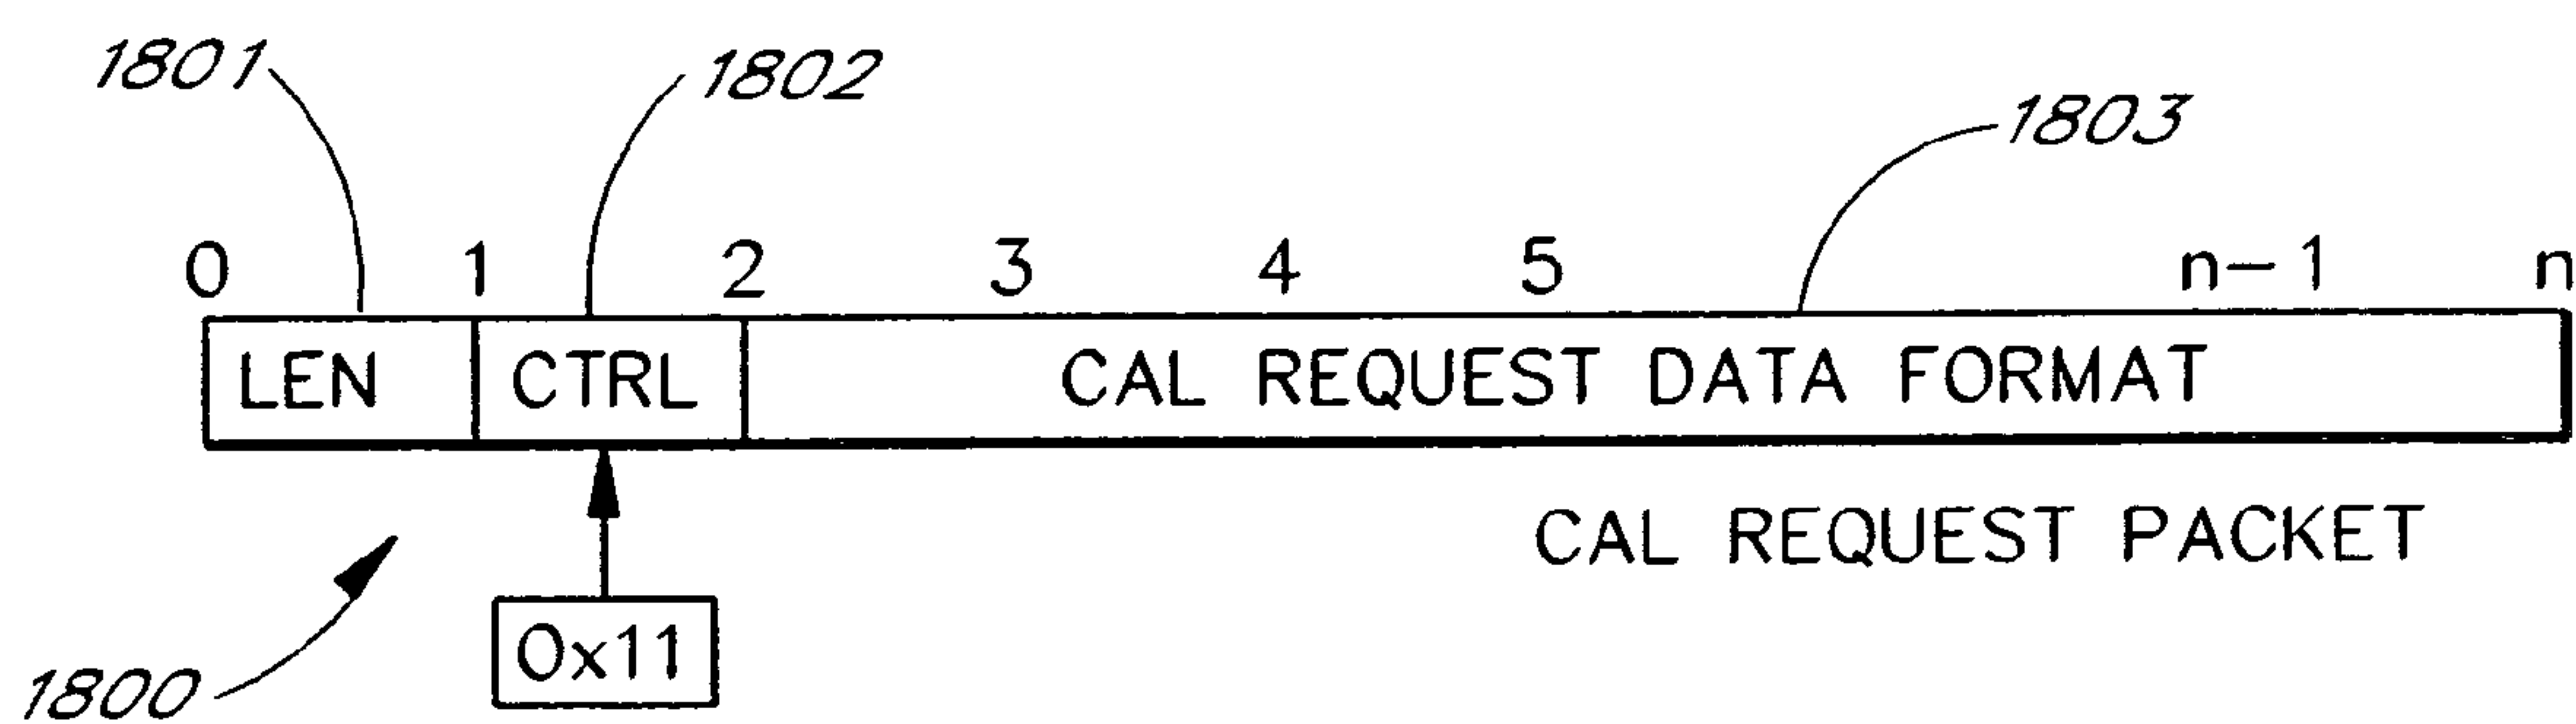 1801 1802 1803
0 1 2 3 4 5 n-1 n
LEN CTRL CAL REQUEST DATA FORMAT
CAL REQUEST PACKET
0x11
1800